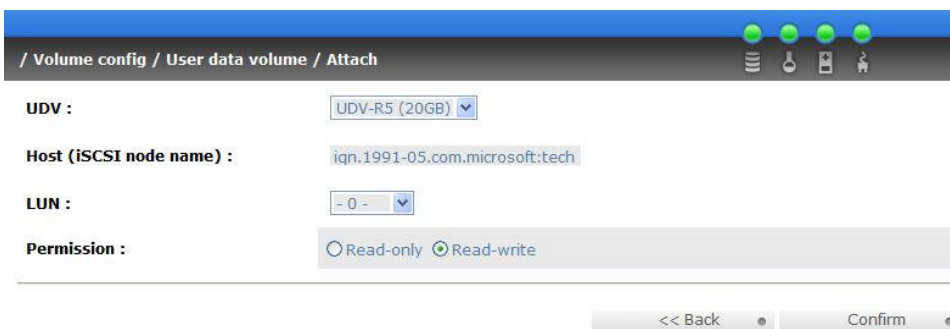 / Volume config / User data volume / Attach
UDV : UDV-R5 (20GB)
Host (iSCSI node name) : iqn.1991-05.com.microsoft:tech
LUN : - 0 -
Permission : Read-only Read-write
<< Back Confirm